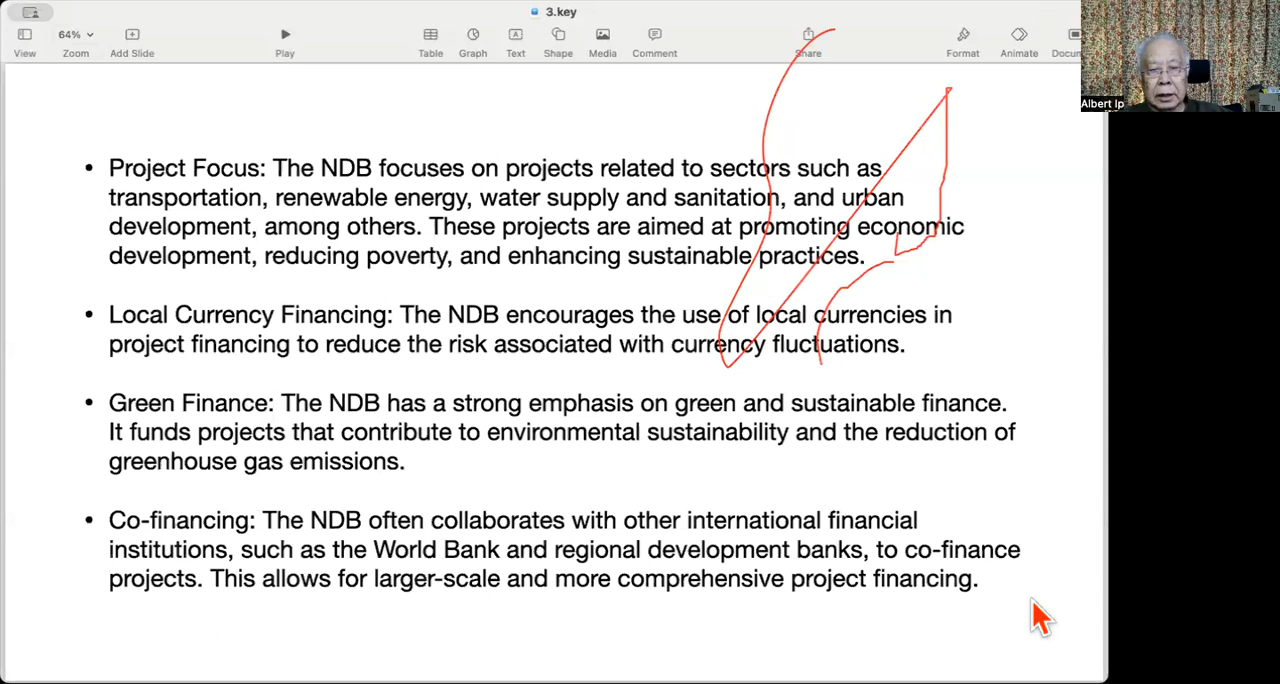 3.key
64%
View Zoom Add Slide Play Table Graph Text Shape Media Comment Share Format Animate Docum
Albert Ip
• Project Focus: The NDB focuses on projects related to sectors such as
transportation, renewable energy, water supply and sanitation, and urban
development, among others. These projects are aimed at promoting economic
development, reducing poverty, and enhancing sustainable practices.
• Local Currency Financing: The NDB encourages the use of local currencies in
project financing to reduce the risk associated with currency fluctuations.
• Green Finance: The NDB has a strong emphasis on green and sustainable finance.
It funds projects that contribute to environmental sustainability and the reduction of
greenhouse gas emissions.
• Co-financing: The NDB often collaborates with other international financial
institutions, such as the World Bank and regional development banks, to co-finance
projects. This allows for larger-scale and more comprehensive project financing.